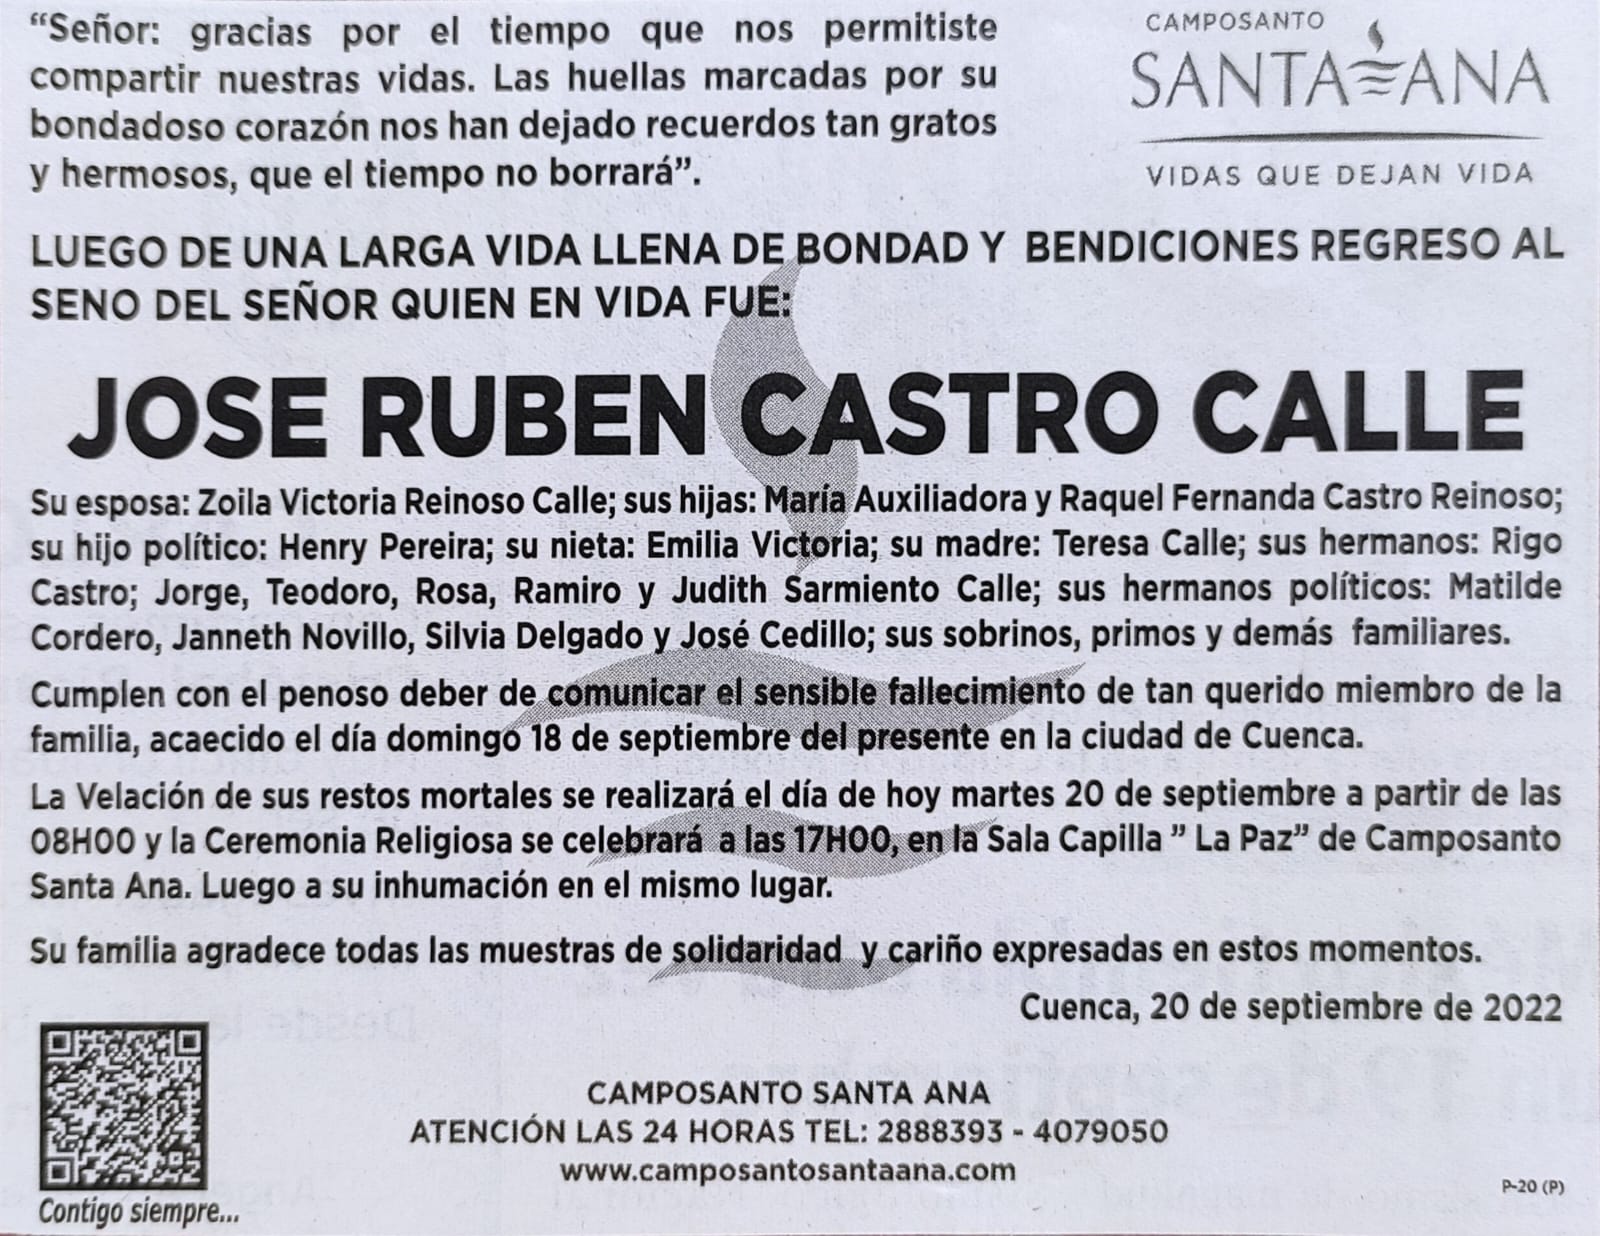 “Señor: gracias por el tiempo que nos permitiste
compartir nuestras vidas. Las huellas marcadas por su
bondadoso corazón nos han dejado recuerdos tan gratos
y hermosos, que el tiempo no borrará”.
CAMPOSANTO
SANTA ANA
VIDAS QUE DEJAN VIDA
LUEGO DE UNA LARGA VIDA LLENA DE BONDAD Y BENDICIONES REGRESO AL
SENO DEL SEÑOR QUIEN EN VIDA FUE:
JOSE RUBEN CASTRO CALLE
Su esposa: Zoila Victoria Reinoso Calle; sus hijas: María Auxiliadora y Raquel Fernanda Castro Reinoso;
su hijo político: Henry Pereira; su nieta: Emilia Victoria; su madre: Teresa Calle; sus hermanos: Rigo
Castro; Jorge, Teodoro, Rosa, Ramiro y Judith Sarmiento Calle; sus hermanos políticos: Matilde
Cordero, Janneth Novillo, Silvia Delgado y José Cedillo; sus sobrinos, primos y demás familiares.
Cumplen con el penoso deber de comunicar el sensible fallecimiento de tan querido miembro de la
familia, acaecido el día domingo 18 de septiembre del presente en la ciudad de Cuenca.
La Velación de sus restos mortales se realizará el día de hoy martes 20 de septiembre a partir de las
08H00 y la Ceremonia Religiosa se celebrará a las 17H00, en la Sala Capilla ” La Paz” de Camposanto
Santa Ana. Luego a su inhumación en el mismo lugar.
Su familia agradece todas las muestras de solidaridad y cariño expresadas en estos momentos.
Cuenca, 20 de septiembre de 2022
CAMPOSANTO SANTA ANA
ATENCIÓN LAS 24 HORAS TEL: 2888393 - 4079050
www.camposantosantaana.com
Contigo siempre...
P-20 (P)